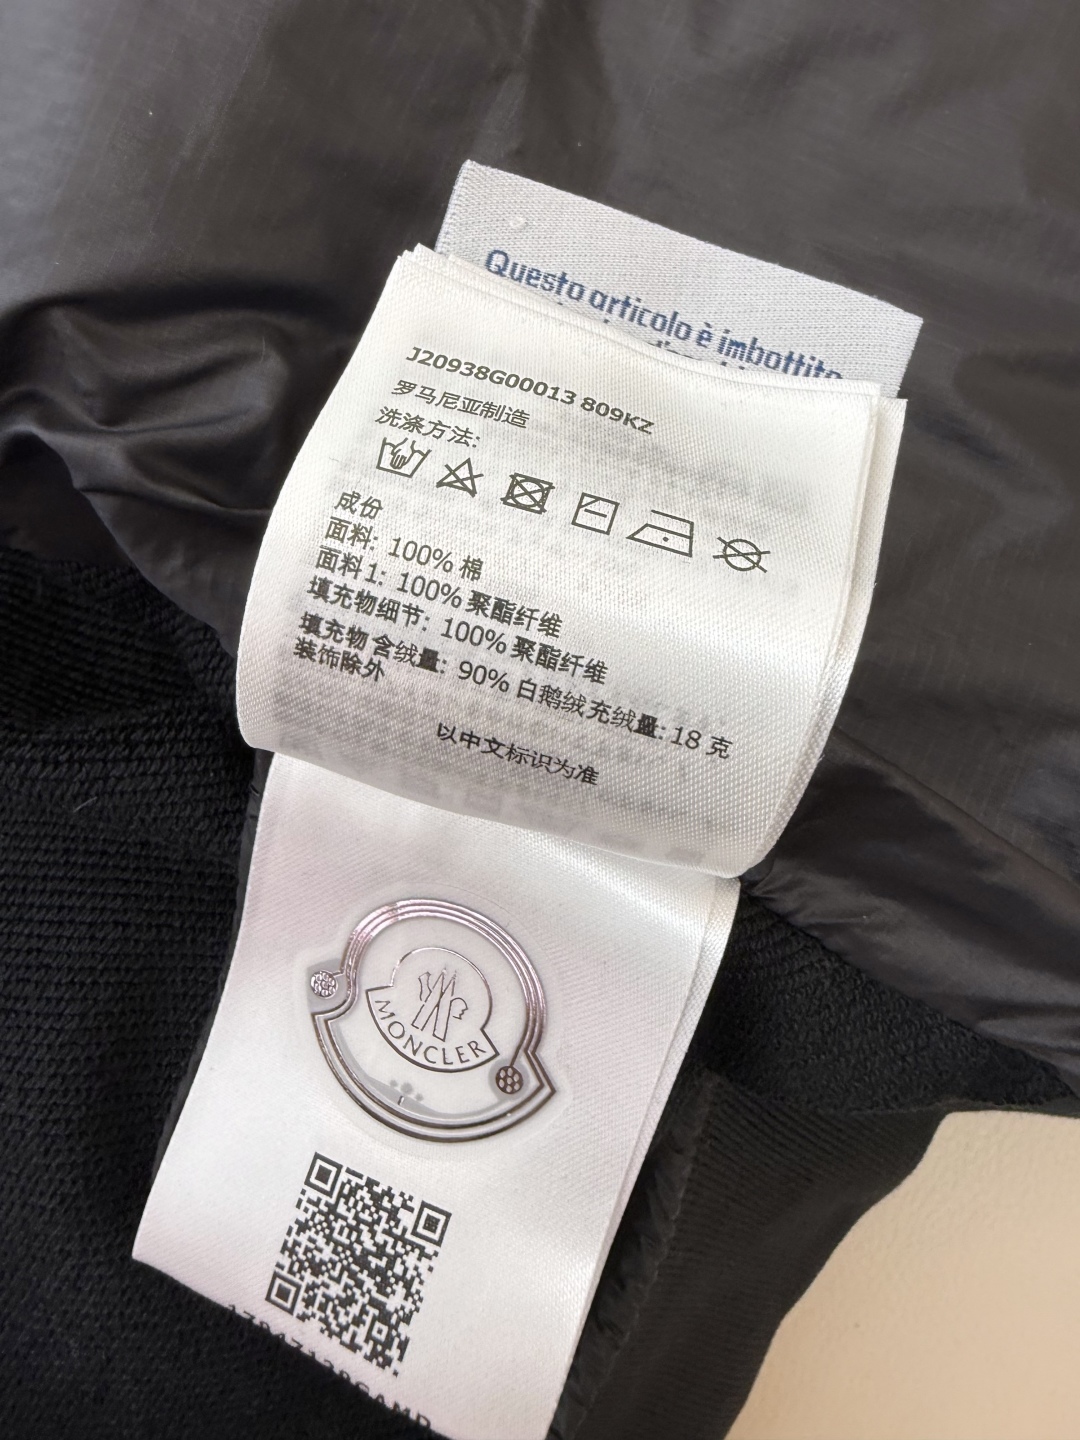 Questo articolo è imbottito
J20938G00013 809KZ
罗马尼亚制造
洗涤方法:
成份
面料: 100% 棉
面料1: 100% 聚酯纤维
填充物细节: 100% 聚酯纤维
填充物 含绒量: 90% 白鹅绒充绒量: 18 克
装饰除外
以中文标识为准
MONCLER